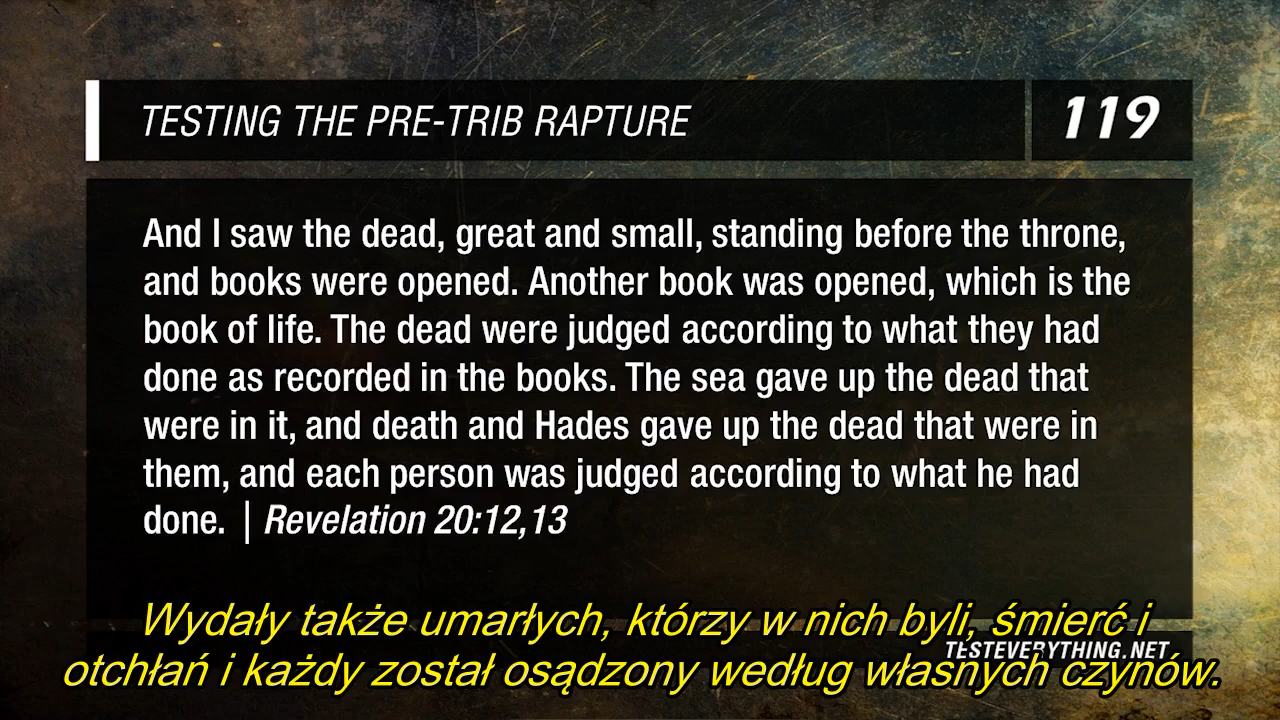 TESTING THE PRE-TRIB RAPTURE
119
And I saw the dead, great and small, standing before the throne,
and books were opened. Another book was opened, which is the
book of life. The dead were judged according to what they had
done as recorded in the books. The sea gave up the dead that
were in it, and death and Hades gave up the dead that were in
them, and each person was judged according to what he had
done. | Revelation 20:12,13
Wydały także umarłych, którzy w nich byli, śmierć i
TESTEVERYTHING.NET
otchłań i każdy został osądzony według własnych czynów.